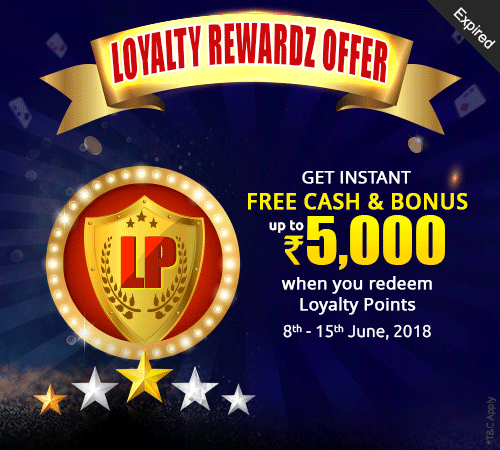 Expired
LOYALTY REWARDZ OFFER
LP
GET INSTANT
FREE CASH & BONUS
up to ₹5,000
when you redeem
Loyalty Points
8th - 15th June, 2018
*T&C Apply